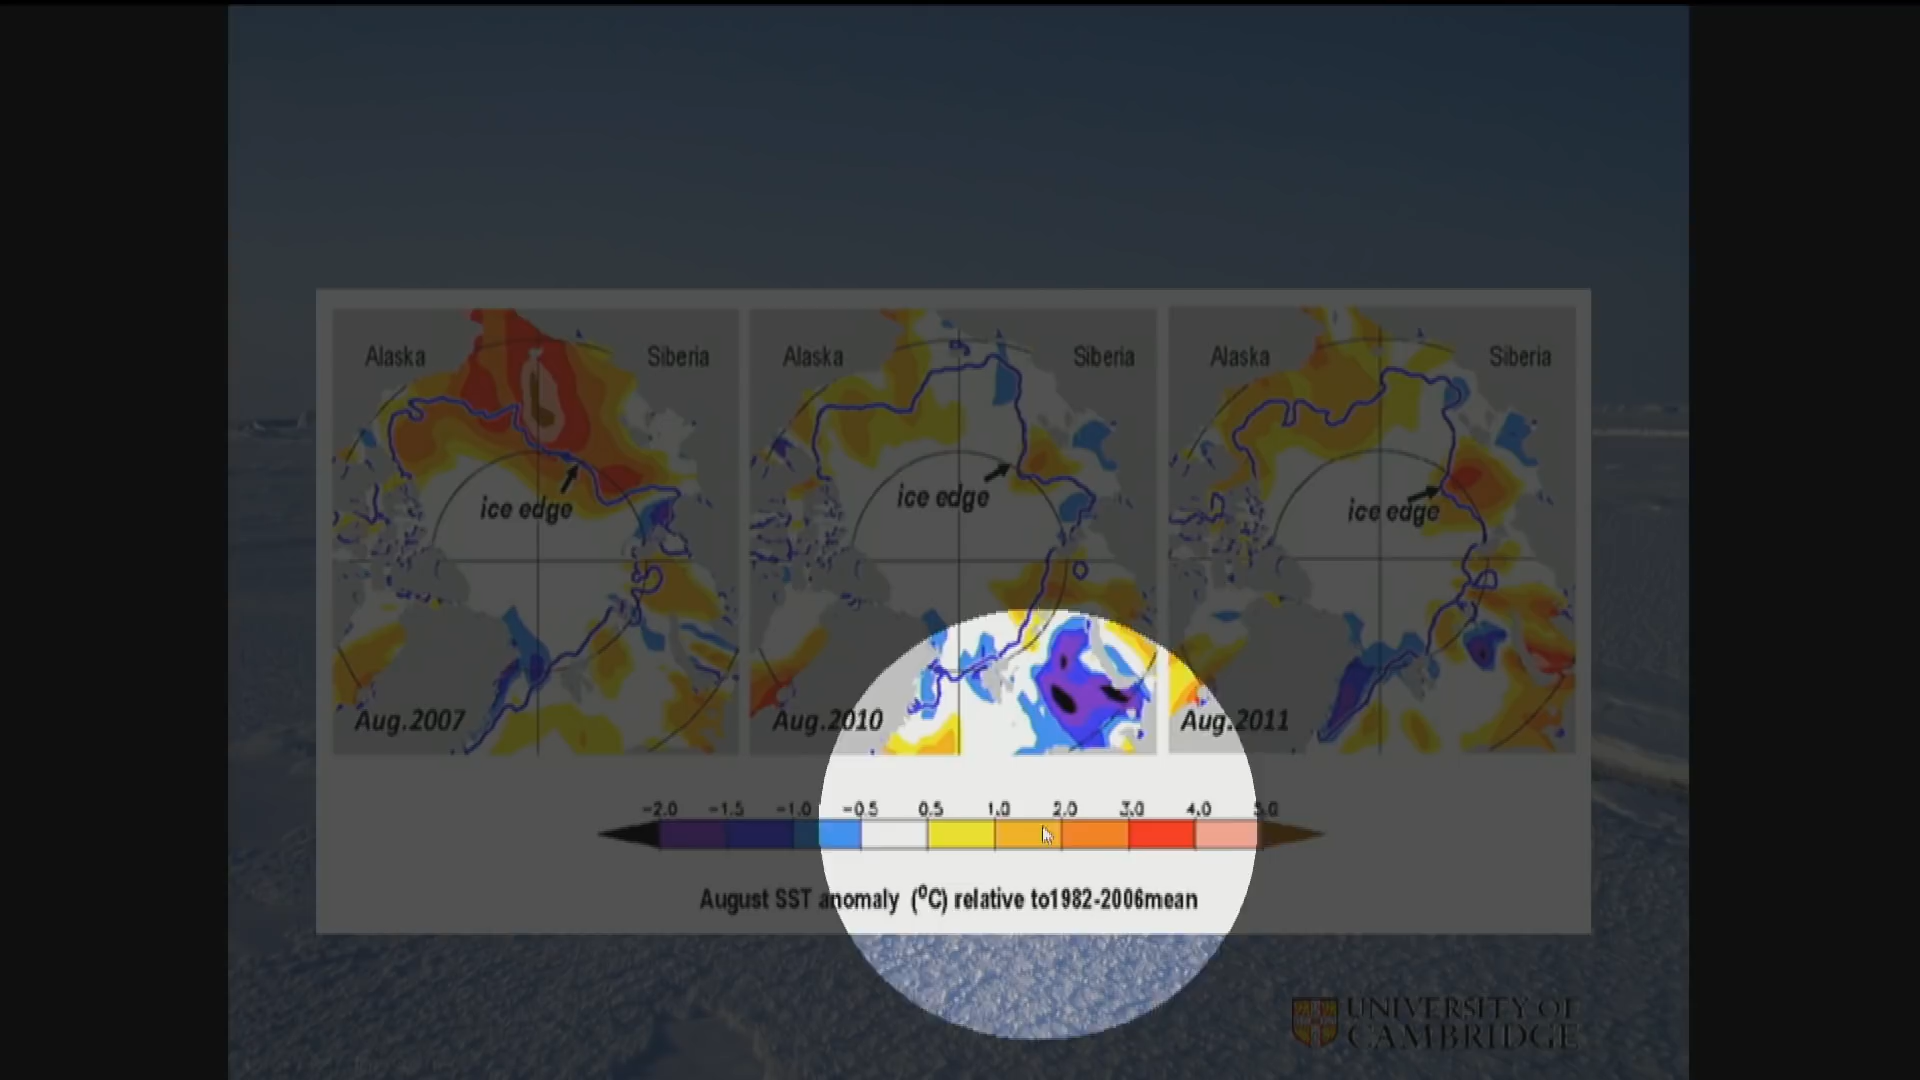 Alaska
Siberia
ice edge
Aug.2007
Alaska
Siberia
ice edge
Aug.2010
Alaska
Siberia
ice edge
Aug.2011
-2.0 -1.5 -1.0 -0.5 0.5 1.0 2.0 3.0 4.0 5.0
August SST anomaly (°C) relative to1982-2006mean
UNIVERSITY OF
CAMBRIDGE